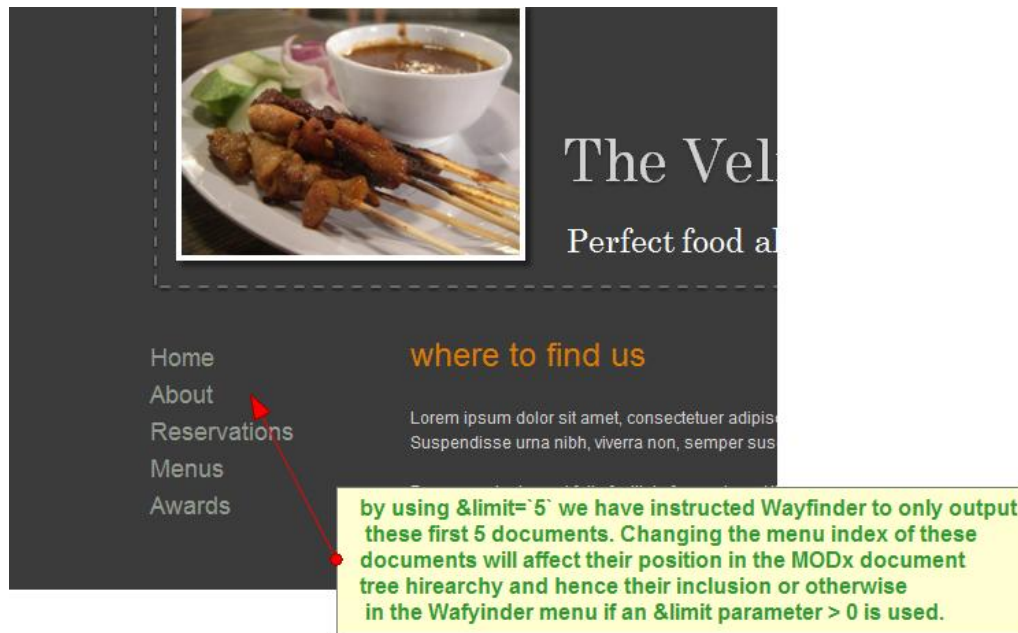 The Vel
Perfect food al
Home
About
Reservations
Menus
Awards
where to find us
Lorem ipsum dolor sit amet, consectetuer adipisc
Suspendisse urna nibh, viverra non, semper sus
by using &limit=`5` we have instructed Wayfinder to only output
these first 5 documents. Changing the menu index of these
documents will affect their position in the MODx document
tree hirearchy and hence their inclusion or otherwise
in the Wafyinder menu if an &limit parameter > 0 is used.